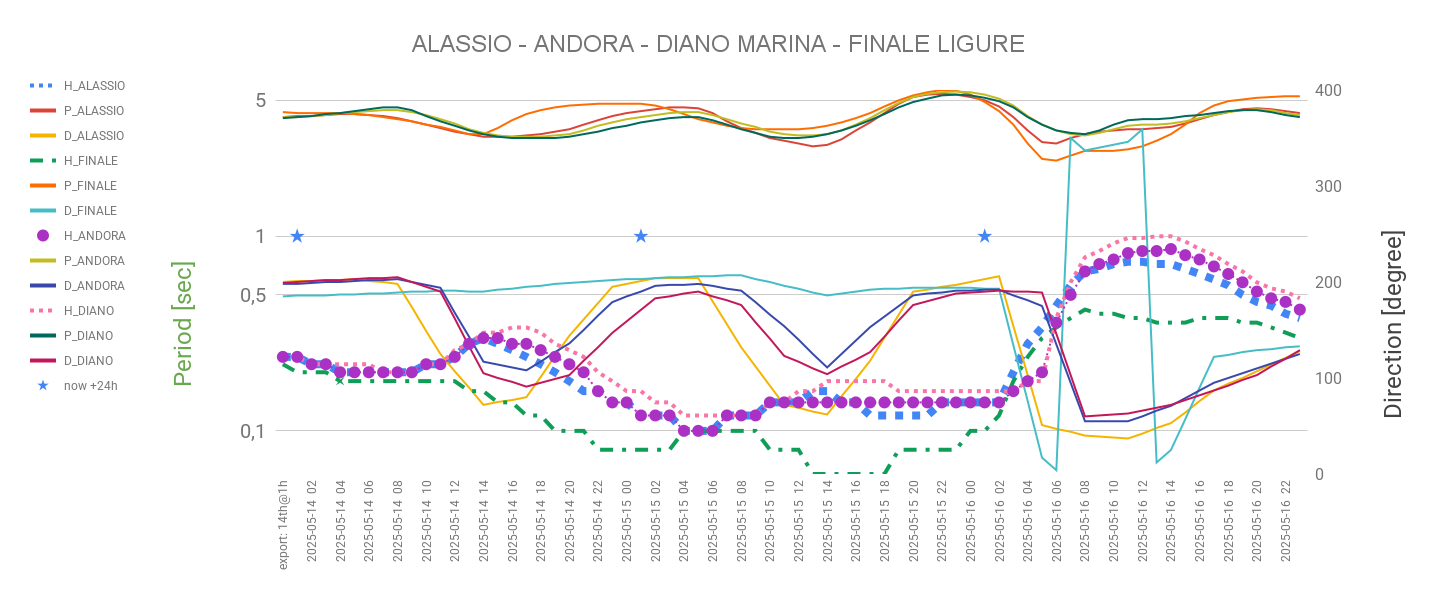 ALASSIO - ANDORA - DIANO MARINA - FINALE LIGURE
H_ALASSIO
P_ALASSIO
D_ALASSIO
H_FINALE
P_FINALE
D_FINALE
H_ANDORA
P_ANDORA
D_ANDORA
H_DIANO
P_DIANO
D_DIANO
now +24h
Period [sec]
5
1
0,5
0,1
400
300
200
100
0
Direction [degree]
export: 14th@1h
2025-05-14 02
2025-05-14 04
2025-05-14 06
2025-05-14 08
2025-05-14 10
2025-05-14 12
2025-05-14 14
2025-05-14 16
2025-05-14 18
2025-05-14 20
2025-05-14 22
2025-05-15 00
2025-05-15 02
2025-05-15 04
2025-05-15 06
2025-05-15 08
2025-05-15 10
2025-05-15 12
2025-05-15 14
2025-05-15 16
2025-05-15 18
2025-05-15 20
2025-05-15 22
2025-05-16 00
2025-05-16 02
2025-05-16 04
2025-05-16 06
2025-05-16 08
2025-05-16 10
2025-05-16 12
2025-05-16 14
2025-05-16 16
2025-05-16 18
2025-05-16 20
2025-05-16 22